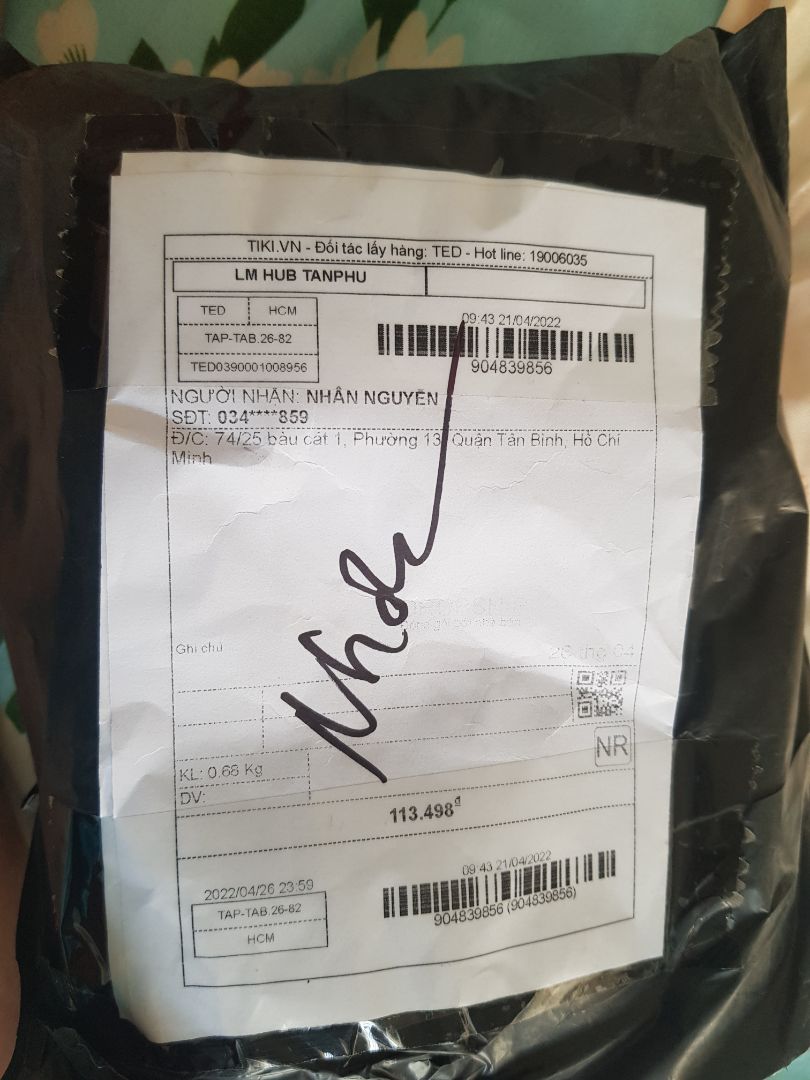 TIKI.VN - Đối tác lấy hàng: TED - Hot line: 19006035
LM HUB TANPHU
TED HCM
TAP-TAB.26-82
TED0390001008956
09:43 21/04/2022
904839856
NGƯỜI NHẬN: NHÂN NGUYỄN
SĐT: 034****859
Đ/C: 74/25 bàu cát 1, Phường 13, Quận Tân Bình, Hồ Chí
Minh
Nhân
Ghi chú
NR
KL: 0.68 Kg
DV:
113.498đ
09:43 21/04/2022
904839856 (904839856)
2022/04/26 23:59
TAP-TAB.26-82
HCM